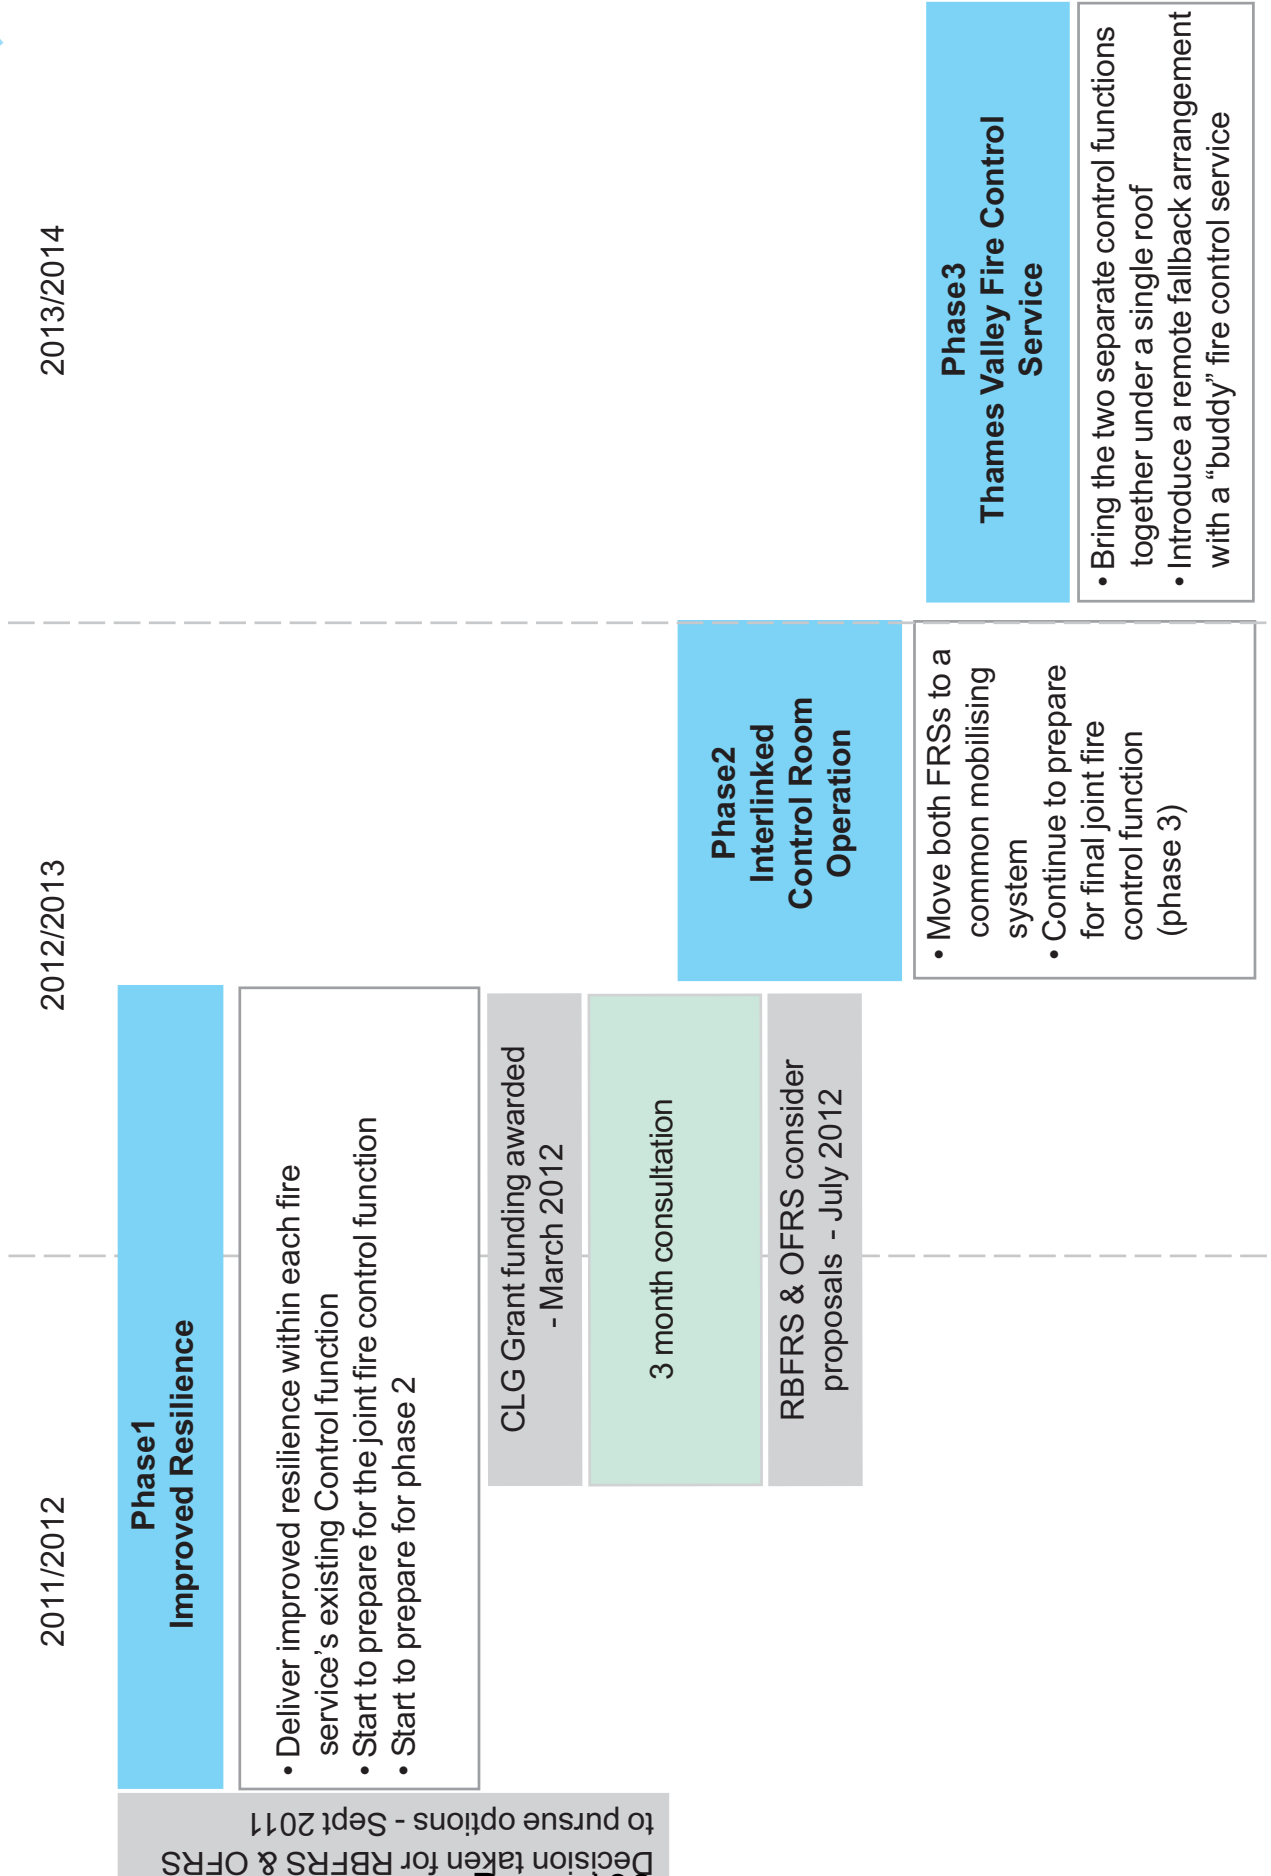 2011/2012
2012/2013
2013/2014
Decision taken for RBFRS & OFRS
to pursue options - Sept 2011
Phase1
Improved Resilience
• Deliver improved resilience within each fire
service’s existing Control function
• Start to prepare for the joint fire control function
• Start to prepare for phase 2
CLG Grant funding awarded
- March 2012
3 month consultation
RBFRS & OFRS consider
proposals - July 2012
Phase2
Interlinked
Control Room
Operation
• Move both FRSs to a
common mobilising
system
• Continue to prepare
for final joint fire
control function
(phase 3)
Phase3
Thames Valley Fire Control
Service
• Bring the two separate control functions
together under a single roof
• Introduce a remote fallback arrangement
with a “buddy” fire control service